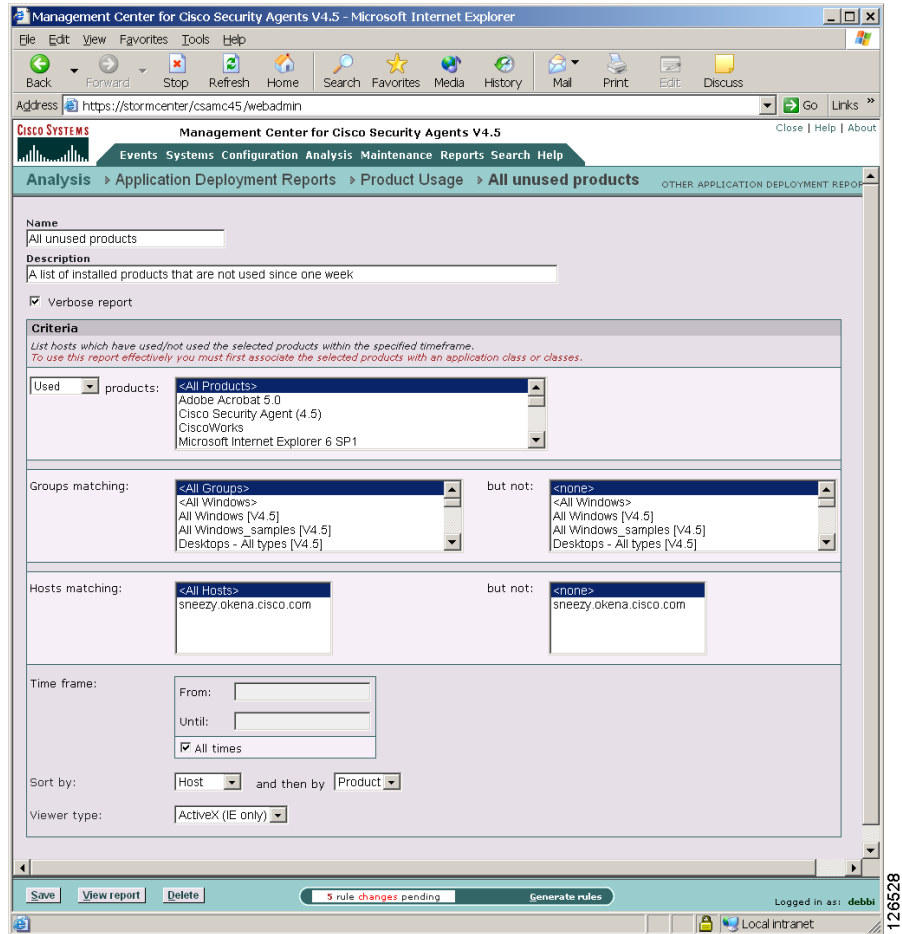 Management Center for Cisco Security Agents V4.5 - Microsoft Internet Explorer
File Edit View Favorites Tools Help
Back Forward Stop Refresh Home Search Favorites Media History Mail Print Edit Discuss
Address https://stormcenter/csamc45/webadmin Go Links »
CISCO SYSTEMS Management Center for Cisco Security Agents V4.5 Close | Help | About
Events Systems Configuration Analysis Maintenance Reports Search Help
Analysis Application Deployment Reports Product Usage All unused products OTHER APPLICATION DEPLOYMENT REPOR
Name
All unused products
Description
A list of installed products that are not used since one week
Verbose report
Criteria
List hosts which have used/not used the selected products within the specified timeframe.
To use this report effectively you must first associate the selected products with an application class or classes.
Used products: <All Products>
Adobe Acrobat 5.0
Cisco Security Agent (4.5)
CiscoWorks
Microsoft Internet Explorer 6 SP1
Groups matching: <All Groups> but not: <none>
<All Windows> <All Windows>
All Windows [V4.5] All Windows [V4.5]
All Windows_samples [V4.5] All Windows_samples [V4.5]
Desktops - All types [V4.5] Desktops - All types [V4.5]
Hosts matching: <All Hosts> but not: <none>
sneezy.okena.cisco.com sneezy.okena.cisco.com
Time frame:
From:
Until:
All times
Sort by: Host and then by Product
Viewer type: ActiveX (IE only)
Save View report Delete 5 rule changes pending Generate rules Logged in as: debbi
Local intranet
126528